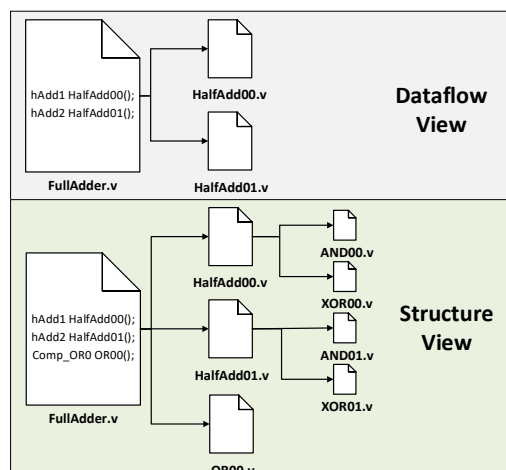 hAdd1 HalfAdd00();
hAdd2 HalfAdd01();
FullAdder.v
HalfAdd00.v
HalfAdd01.v
Dataflow
View
hAdd1 HalfAdd00();
hAdd2 HalfAdd01();
Comp_OR0 OR00();
FullAdder.v
HalfAdd00.v
HalfAdd01.v
OR00.v
AND00.v
XOR00.v
AND01.v
XOR01.v
Structure
View